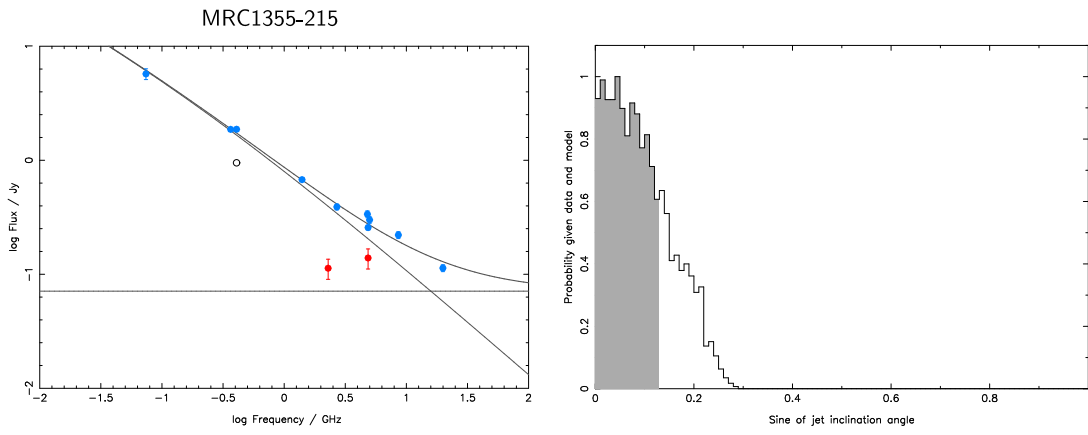 MRC1355-215
log Flux / Jy
1
0
−1
−2
−2 −1.5 −1 −0.5 0 0.5 1 1.5 2
log Frequency / GHz
Probability given data and model
1
0.8
0.6
0.4
0.2
0
0 0.2 0.4 0.6 0.8
Sine of jet inclination angle